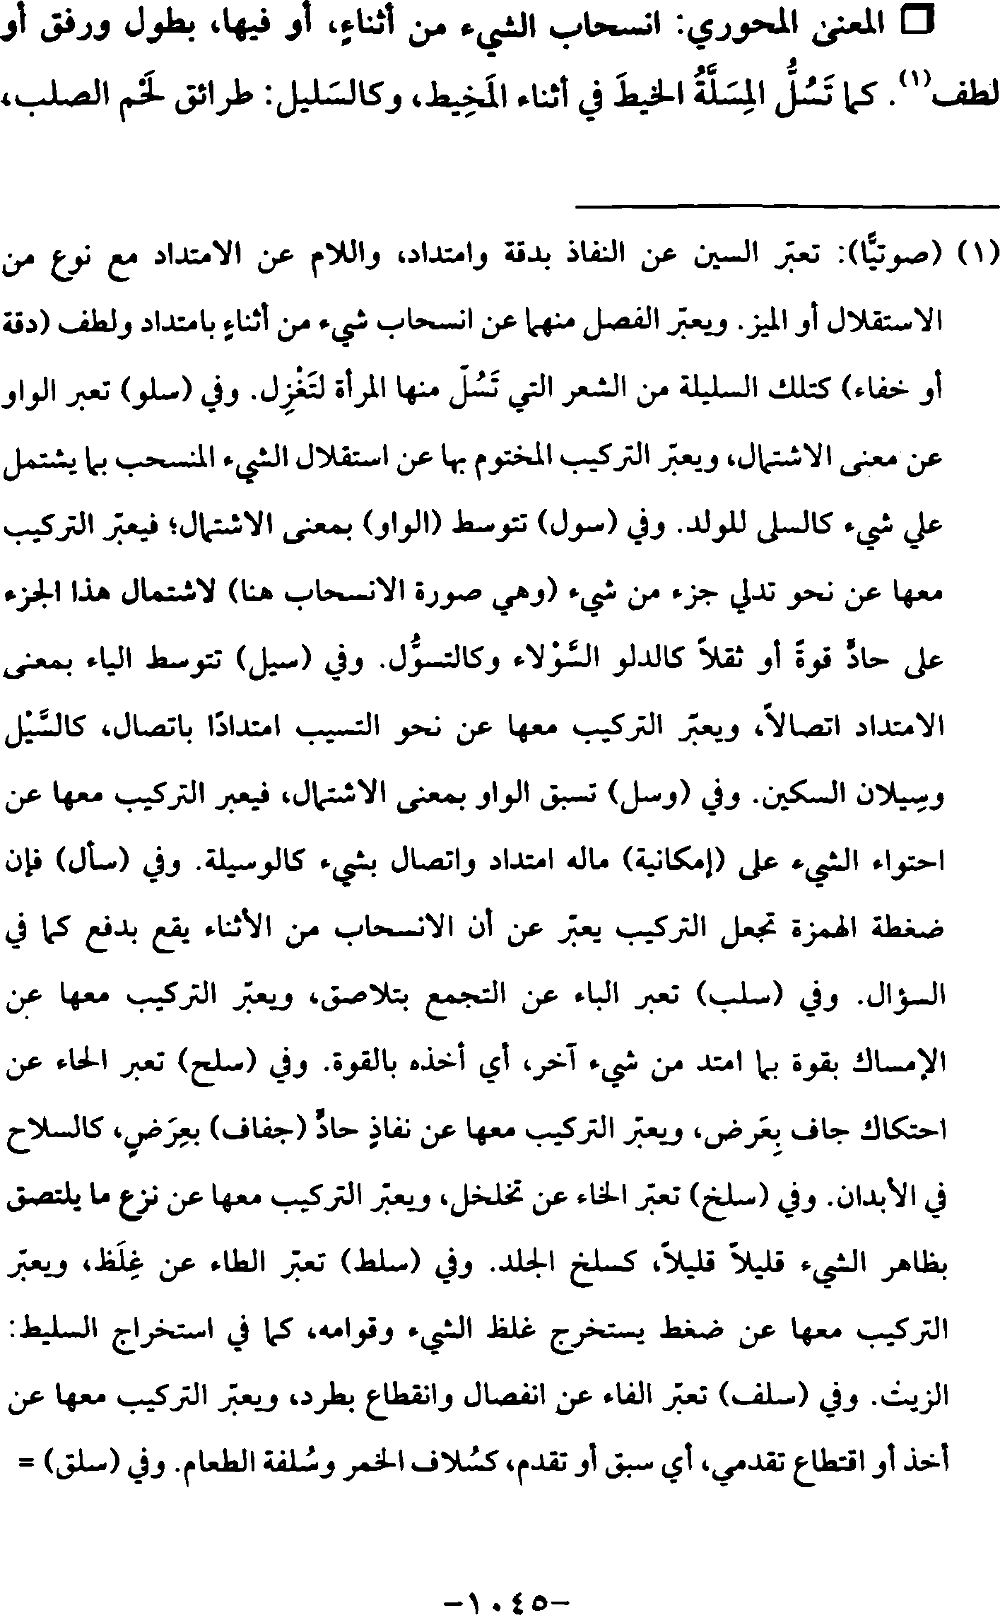 ❒ المعنى المحوري: انسحاب الشيء من أثناءٍ، أو فيها، بطول ورفق أو
لطف(١). كما تَسُلُّ المِسَلَّةُ الخيطَ في أثناء المَخِيط، وكالسَليل: طرائق لَحْم الصلب،
(١) (صوتيًّا): تعبّر السين عن النفاذ بدقة وامتداد، واللام عن الامتداد مع نوع من
الاستقلال أو الميز. ويعبّر الفصل منهما عن انسحاب شيء من أثناءٍ بامتداد ولطف (دقة
أو خفاء) كتلك السليلة من الشعر التي تَسُلّ منها المرأة لتَغْزِل. وفي (سلو) تعبر الواو
عن معنى الاشتمال، ويعبّر التركيب المختوم بها عن استقلال الشيء المنسحب بما يشتمل
علي شيء كالسلى للولد. وفي (سول) تتوسط (الواو) بمعنى الاشتمال؛ فيعبّر التركيب
معها عن نحو تدلي جزء من شيء (وهي صورة الانسحاب هنا) لاشتمال هذا الجزء
على حادٍّ قوةً أو ثقلاً كالدلو السَّوْلاء وكالتسوُّل. وفي (سيل) تتوسط الياء بمعنى
الامتداد اتصالاً، ويعبّر التركيب معها عن نحو التسيب امتدادًا باتصال، كالسَّيْل
وسِيلان السكين. وفي (وسل) تسبق الواو بمعنى الاشتمال، فيعبر التركيب معها عن
احتواء الشيء على (إمكانية) ماله امتداد واتصال بشيء كالوسيلة. وفي (سأل) فإن
ضغطة الهمزة تجعل التركيب يعبّر عن أن الانسحاب من الأثناء يقع بدفع كما في
السؤال. وفي (سلب) تعبر الباء عن التجمع بتلاصق، ويعبّر التركيب معها عن
الإمساك بقوة بما امتد من شيء آخر، أي أخذه بالقوة. وفي (سلح) تعبر الحاء عن
احتكاك جاف بِعَرض، ويعبّر التركيب معها عن نفاذٍ حادٍّ (جفاف) بعِرَضٍ، كالسلاح
في الأبدان. وفي (سلخ) تعبّر الخاء عن تخلخل، ويعبّر التركيب معها عن نزع ما يلتصق
بظاهر الشيء قليلاً قليلاً، كسلخ الجلد. وفي (سلط) تعبّر الطاء عن غِلَظ، ويعبّر
التركيب معها عن ضغط يستخرج غلظ الشيء وقوامه، كما في استخراج السليط:
الزيت. وفي (سلف) تعبّر الفاء عن انفصال وانقطاع بطرد، ويعبّر التركيب معها عن
أخذ أو اقتطاع تقدمي، أي سبق أو تقدم، كسُلاف الخمر وسُلفة الطعام. وفي (سلق) =
-١٠٤٥-